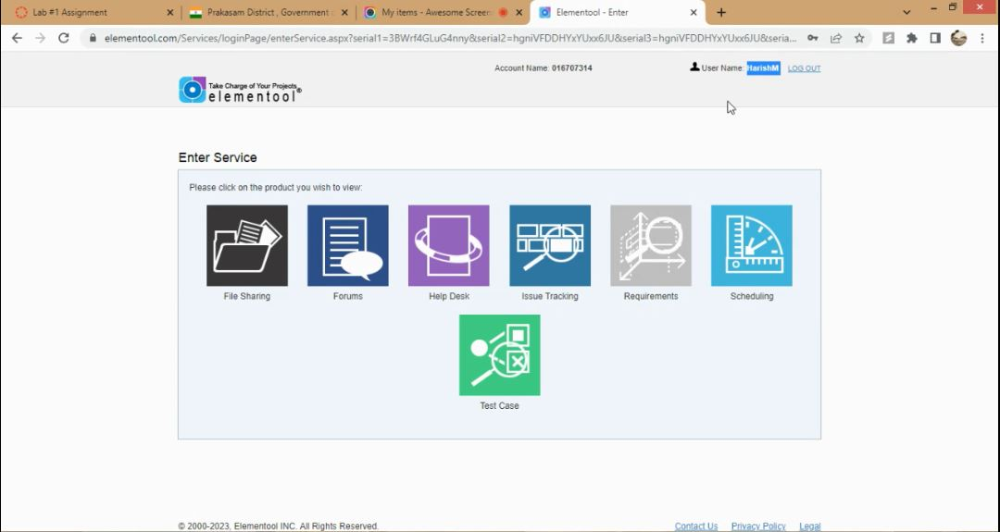 Lab #1 Assignment
Prakasam District , Government
My items - Awesome Screen
Elementool - Enter
elementool.com/Services/loginPage/enterService.aspx?serial1=3BWrf4GLuG4nny&serial2=hgniVFDDHYxYUxx6JU&serial3=hgniVFDDHYxYUxx6JU&seria...
Account Name: 016707314
User Name: HarishM
LOG OUT
Take Charge of Your Projects
elementool®
Enter Service
Please click on the product you wish to view:
File Sharing
Forums
Help Desk
Issue Tracking
Requirements
Scheduling
Test Case
© 2000-2023, Elementool INC. All Rights Reserved.
Contact Us
Privacy Policy
Legal